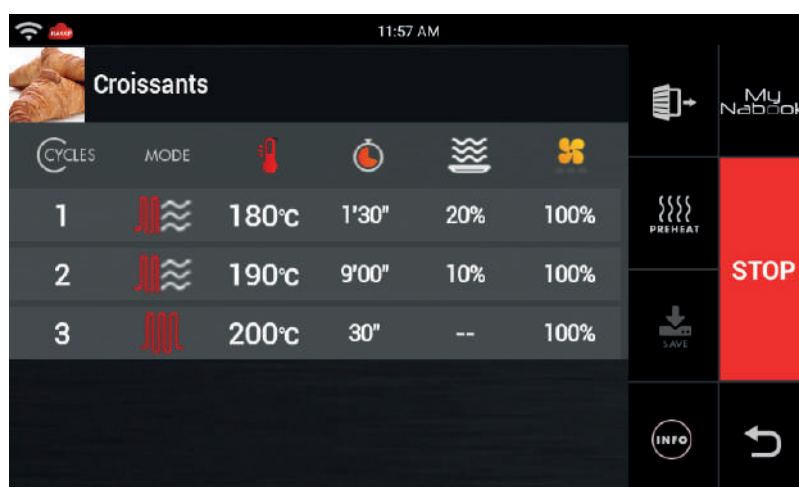 11:57 AM
Croissants
My
Nabook
CYCLES MODE
1 180°C 1'30" 20% 100%
PREHEAT
2 190°C 9'00" 10% 100%
STOP
3 200°C 30" -- 100%
SAVE
INFO